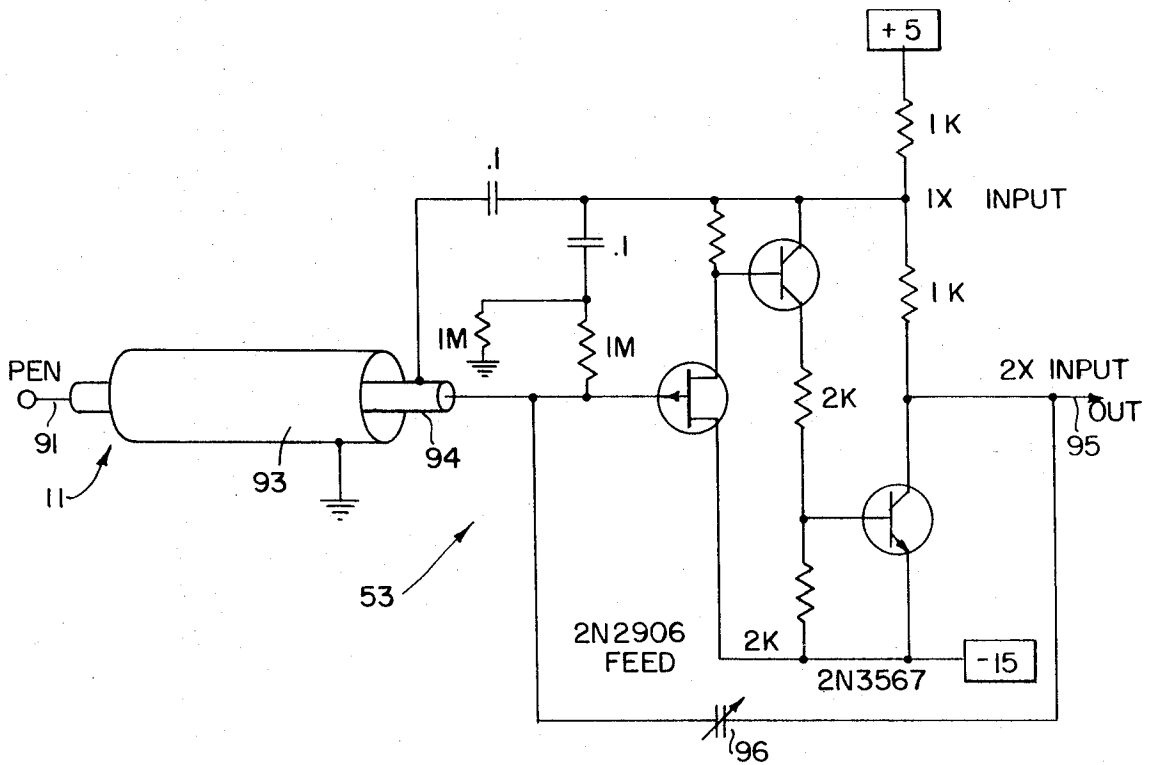 +5
1K
.1
1X INPUT
.1
1K
1M
1M
PEN
2X INPUT
2K
OUT
91
94
95
93
11
53
2N2906
FEED
2K
-15
2N3567
96